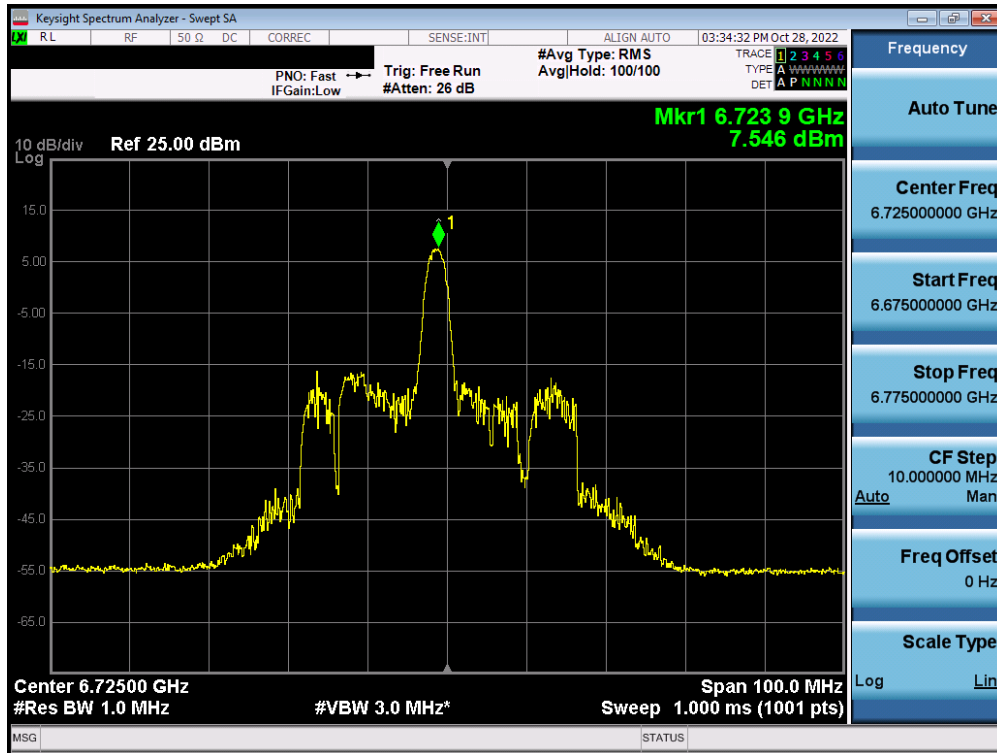 Keysight Spectrum Analyzer - Swept SA
LXI RL RF 50 Ω DC CORREC SENSE:INT ALIGN AUTO 03:34:32 PM Oct 28, 2022
PNO: Fast
IFGain:Low
Trig: Free Run
#Atten: 26 dB
#Avg Type: RMS
Avg|Hold: 100/100
TRACE 1 2 3 4 5 6
TYPE A WWWWW
DET A P N N N N
Mkr1 6.723 9 GHz
7.546 dBm
10 dB/div Ref 25.00 dBm
Log
1
15.0
5.00
-5.00
-15.0
-25.0
-35.0
-45.0
-55.0
-65.0
Center 6.72500 GHz Span 100.0 MHz
#Res BW 1.0 MHz #VBW 3.0 MHz* Sweep 1.000 ms (1001 pts)
MSG STATUS
Frequency
Auto Tune
Center Freq
6.725000000 GHz
Start Freq
6.675000000 GHz
Stop Freq
6.775000000 GHz
CF Step
10.000000 MHz
Auto Man
Freq Offset
0 Hz
Scale Type
Log Lin